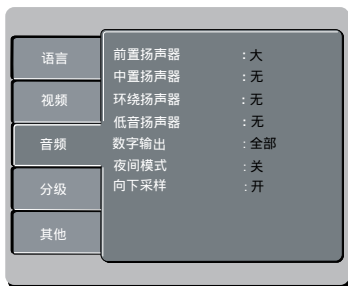 语言
视频
音频
分级
其他
前置扬声器 : 大
中置扬声器 : 无
环绕扬声器 : 无
低音扬声器 : 无
数字输出 : 全部
夜间模式 : 关
向下采样 : 开